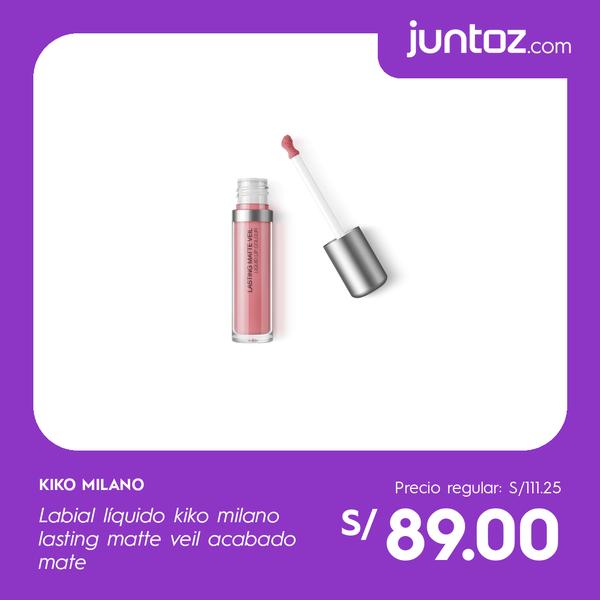 juntoz.com
LASTING MATTE VEIL
LIQUID LIP COLOUR
KIKO MILANO
Labial líquido kiko milano
lasting matte veil acabado
mate
Precio regular: S/111.25
S/ 89.00